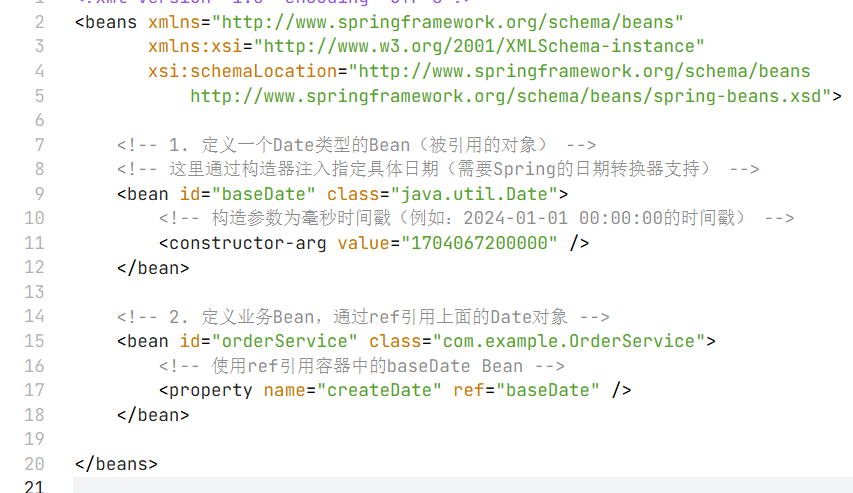 1 <?xml version="1.0" encoding="UTF-8"?>
2 <beans xmlns="http://www.springframework.org/schema/beans"
3 xmlns:xsi="http://www.w3.org/2001/XMLSchema-instance"
4 xsi:schemaLocation="http://www.springframework.org/schema/beans
5 http://www.springframework.org/schema/beans/spring-beans.xsd">
6
7 <!-- 1. 定义一个Date类型的Bean（被引用的对象） -->
8 <!-- 这里通过构造器注入指定具体日期（需要Spring的日期转换器支持） -->
9 <bean id="baseDate" class="java.util.Date">
10 <!-- 构造参数为毫秒时间戳（例如：2024-01-01 00:00:00的时间戳） -->
11 <constructor-arg value="1704067200000" />
12 </bean>
13
14 <!-- 2. 定义业务Bean，通过ref引用上面的Date对象 -->
15 <bean id="orderService" class="com.example.OrderService">
16 <!-- 使用ref引用容器中的baseDate Bean -->
17 <property name="createDate" ref="baseDate" />
18 </bean>
19
20 </beans>
21